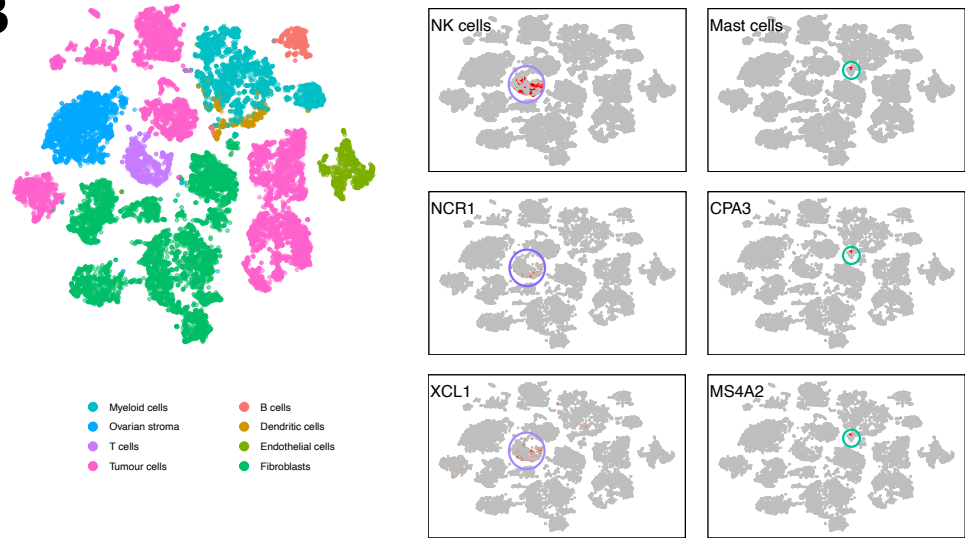 B
NK cells
Mast cells
NCR1
CPA3
XCL1
MS4A2
Myeloid cells
Ovarian stroma
T cells
Tumour cells
B cells
Dendritic cells
Endothelial cells
Fibroblasts